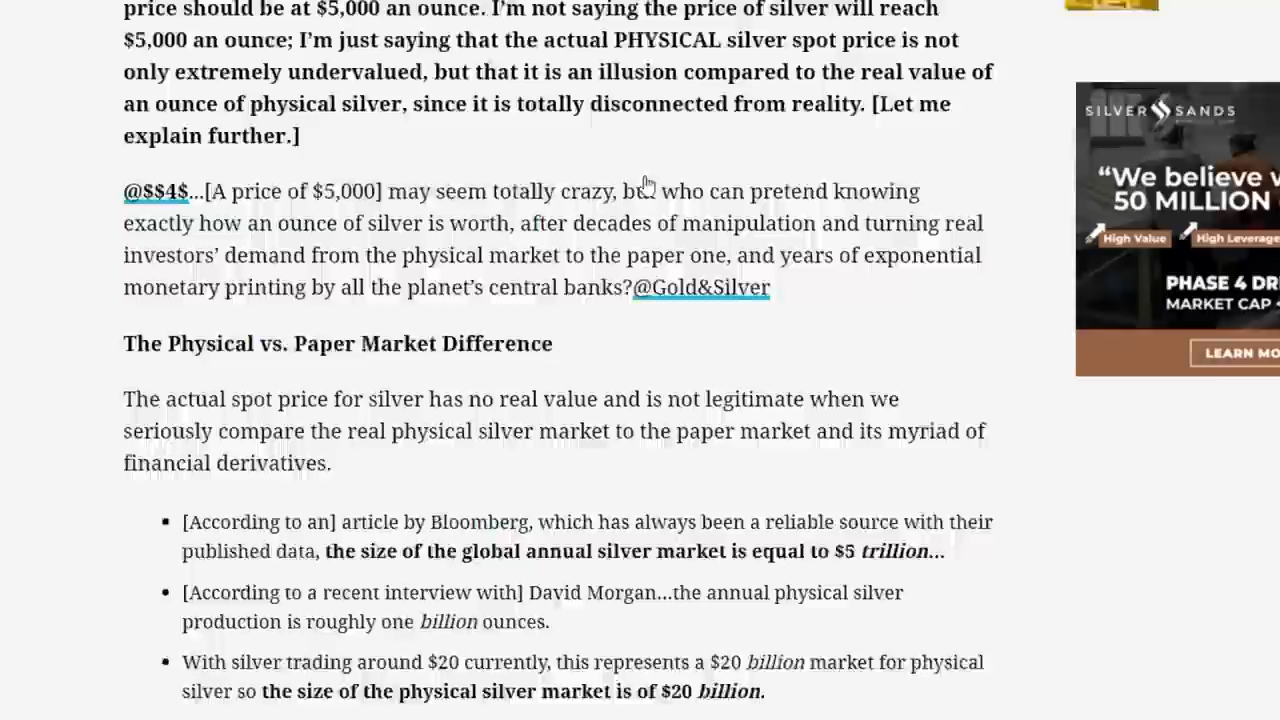 price should be at $5,000 an ounce. I'm not saying the price of silver will reach
$5,000 an ounce; I'm just saying that the actual PHYSICAL silver spot price is not
only extremely undervalued, but that it is an illusion compared to the real value of
an ounce of physical silver, since it is totally disconnected from reality. [Let me
explain further.]
@$$4$...[A price of $5,000] may seem totally crazy, but who can pretend knowing
exactly how an ounce of silver is worth, after decades of manipulation and turning real
investors' demand from the physical market to the paper one, and years of exponential
monetary printing by all the planet's central banks?@Gold&Silver
The Physical vs. Paper Market Difference
The actual spot price for silver has no real value and is not legitimate when we
seriously compare the real physical silver market to the paper market and its myriad of
financial derivatives.
▪ [According to an] article by Bloomberg, which has always been a reliable source with their
published data, the size of the global annual silver market is equal to $5 trillion...
▪ [According to a recent interview with] David Morgan...the annual physical silver
production is roughly one billion ounces.
▪ With silver trading around $20 currently, this represents a $20 billion market for physical
silver so the size of the physical silver market is of $20 billion.
SILVER SANDS
“We believe
50 MILLION
High Value High Leverage
PHASE 4
MARKET CAP
LEARN